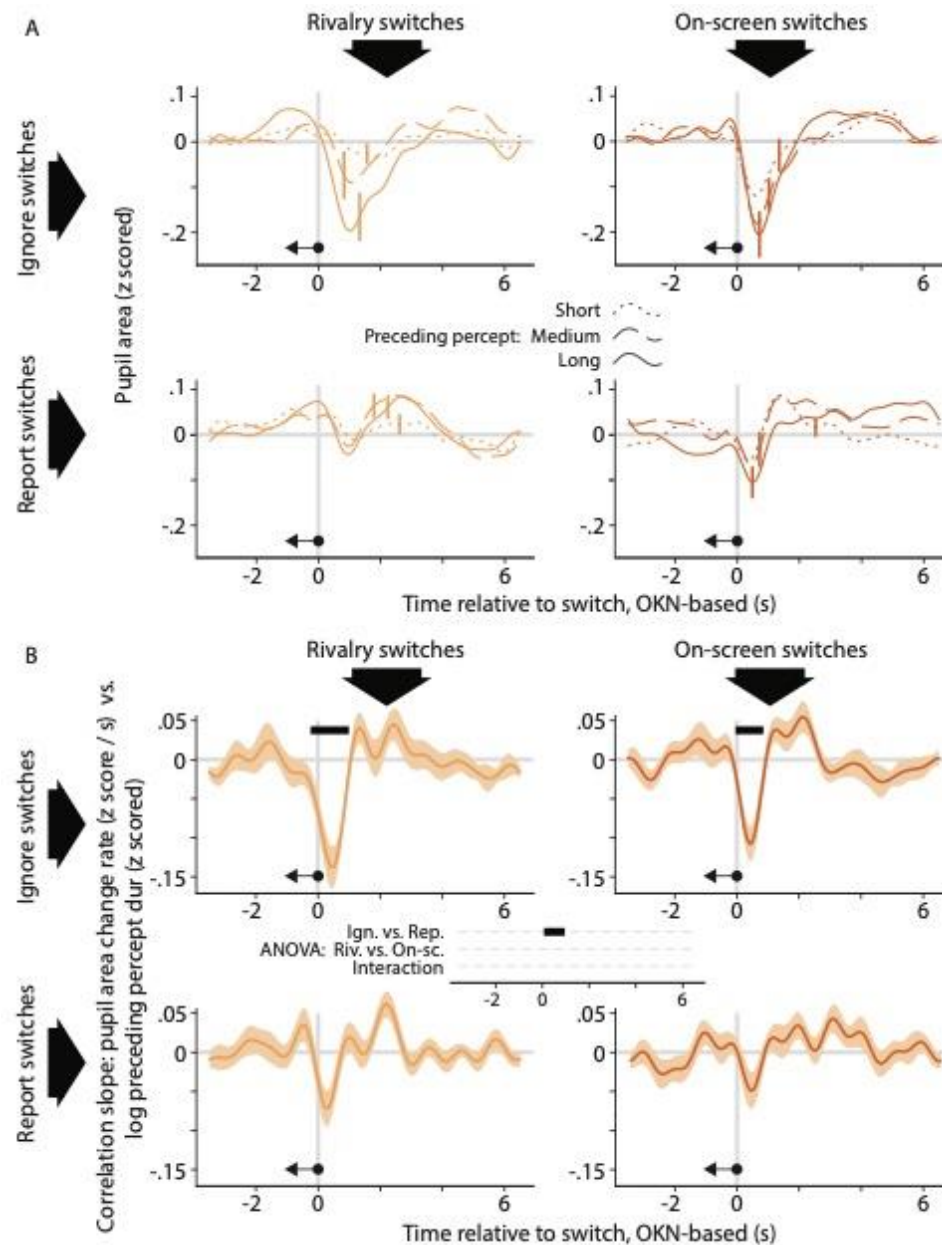 A
Rivalry switches
On-screen switches
Ignore switches
Report switches
Pupil area (z scored)
.1
0
-.2
-2 0 6
-2 0 6
Short
Preceding percept: Medium
Long
.1
0
-.2
.1
0
-.2
-2 0 6
-2 0 6
Time relative to switch, OKN-based (s)
B
Rivalry switches
On-screen switches
Ignore switches
Report switches
Correlation slope: pupil area change rate (z score / s) vs.
log preceding percept dur (z scored)
.05
0
-.15
.05
0
-.15
-2 0 6
-2 0 6
Ign. vs. Rep.
ANOVA: Riv. vs. On-sc.
Interaction
-2 0 6
.05
0
-.15
.05
0
-.15
-2 0 6
-2 0 6
Time relative to switch, OKN-based (s)